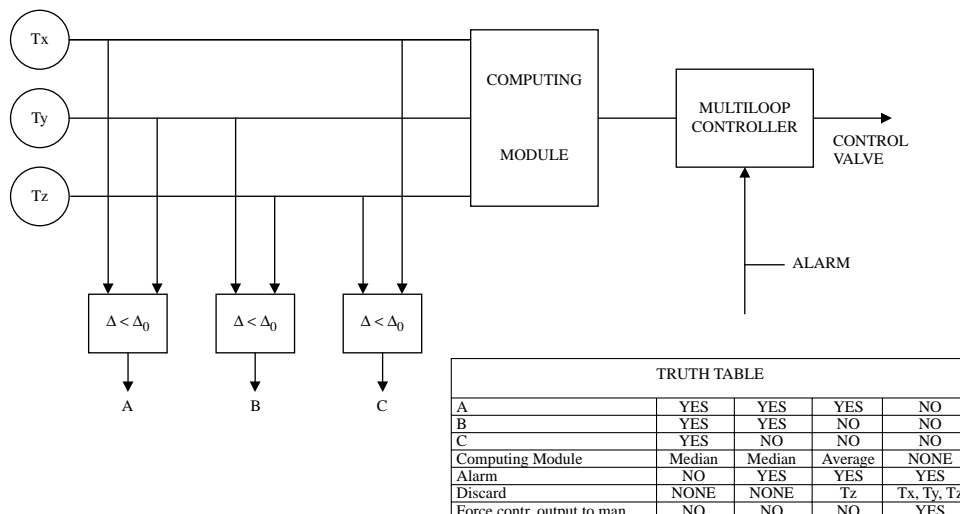 Tx
Ty
Tz
COMPUTING
MODULE
MULTILOOP
CONTROLLER
CONTROL
VALVE
ALARM
Δ < Δ0
Δ < Δ0
Δ < Δ0
A
B
C
TRUTH TABLE
A YES YES YES NO
B YES YES NO NO
C YES NO NO NO
Computing Module Median Median Average NONE
Alarm NO YES YES YES
Discard NONE NONE Tz Tx, Ty, Tz
Force contr. output to man. NO NO NO YES